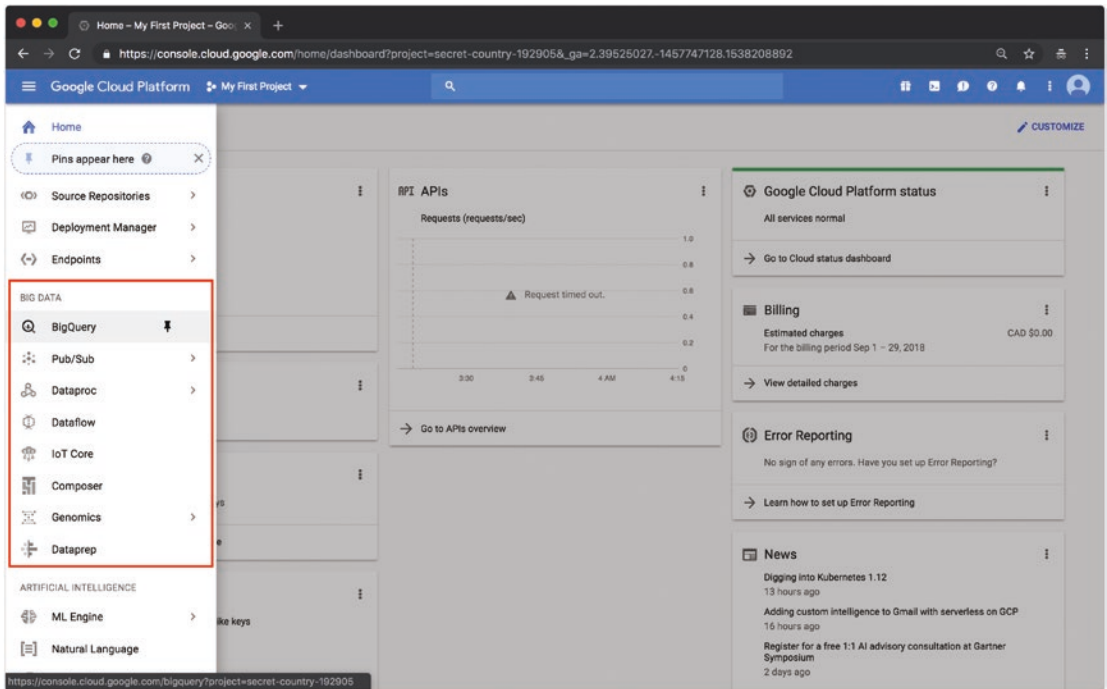 Home – My First Project – Goo
https://console.cloud.google.com/home/dashboard?project=secret-country-192905&_ga=2.39525027.-1457747128.1538208892
Google Cloud Platform My First Project
CUSTOMIZE
Home
Pins appear here
Source Repositories
Deployment Manager
Endpoints
BIG DATA
BigQuery
Pub/Sub
Dataproc
Dataflow
IoT Core
Composer
Genomics
Dataprep
ARTIFICIAL INTELLIGENCE
ML Engine
Natural Language
https://console.cloud.google.com/bigquery?project=secret-country-192905
ys
e
ike keys
API APIs
Requests (requests/sec)
1.0
0.8
0.6
0.4
0.2
0
Request timed out.
3:30 3:45 4 AM 4:15
Go to APIs overview
Google Cloud Platform status
All services normal
Go to Cloud status dashboard
Billing
Estimated charges CAD $0.00
For the billing period Sep 1 – 29, 2018
View detailed charges
Error Reporting
No sign of any errors. Have you set up Error Reporting?
Learn how to set up Error Reporting
News
Digging into Kubernetes 1.12
13 hours ago
Adding custom intelligence to Gmail with serverless on GCP
16 hours ago
Register for a free 1:1 AI advisory consultation at Gartner
Symposium
2 days ago